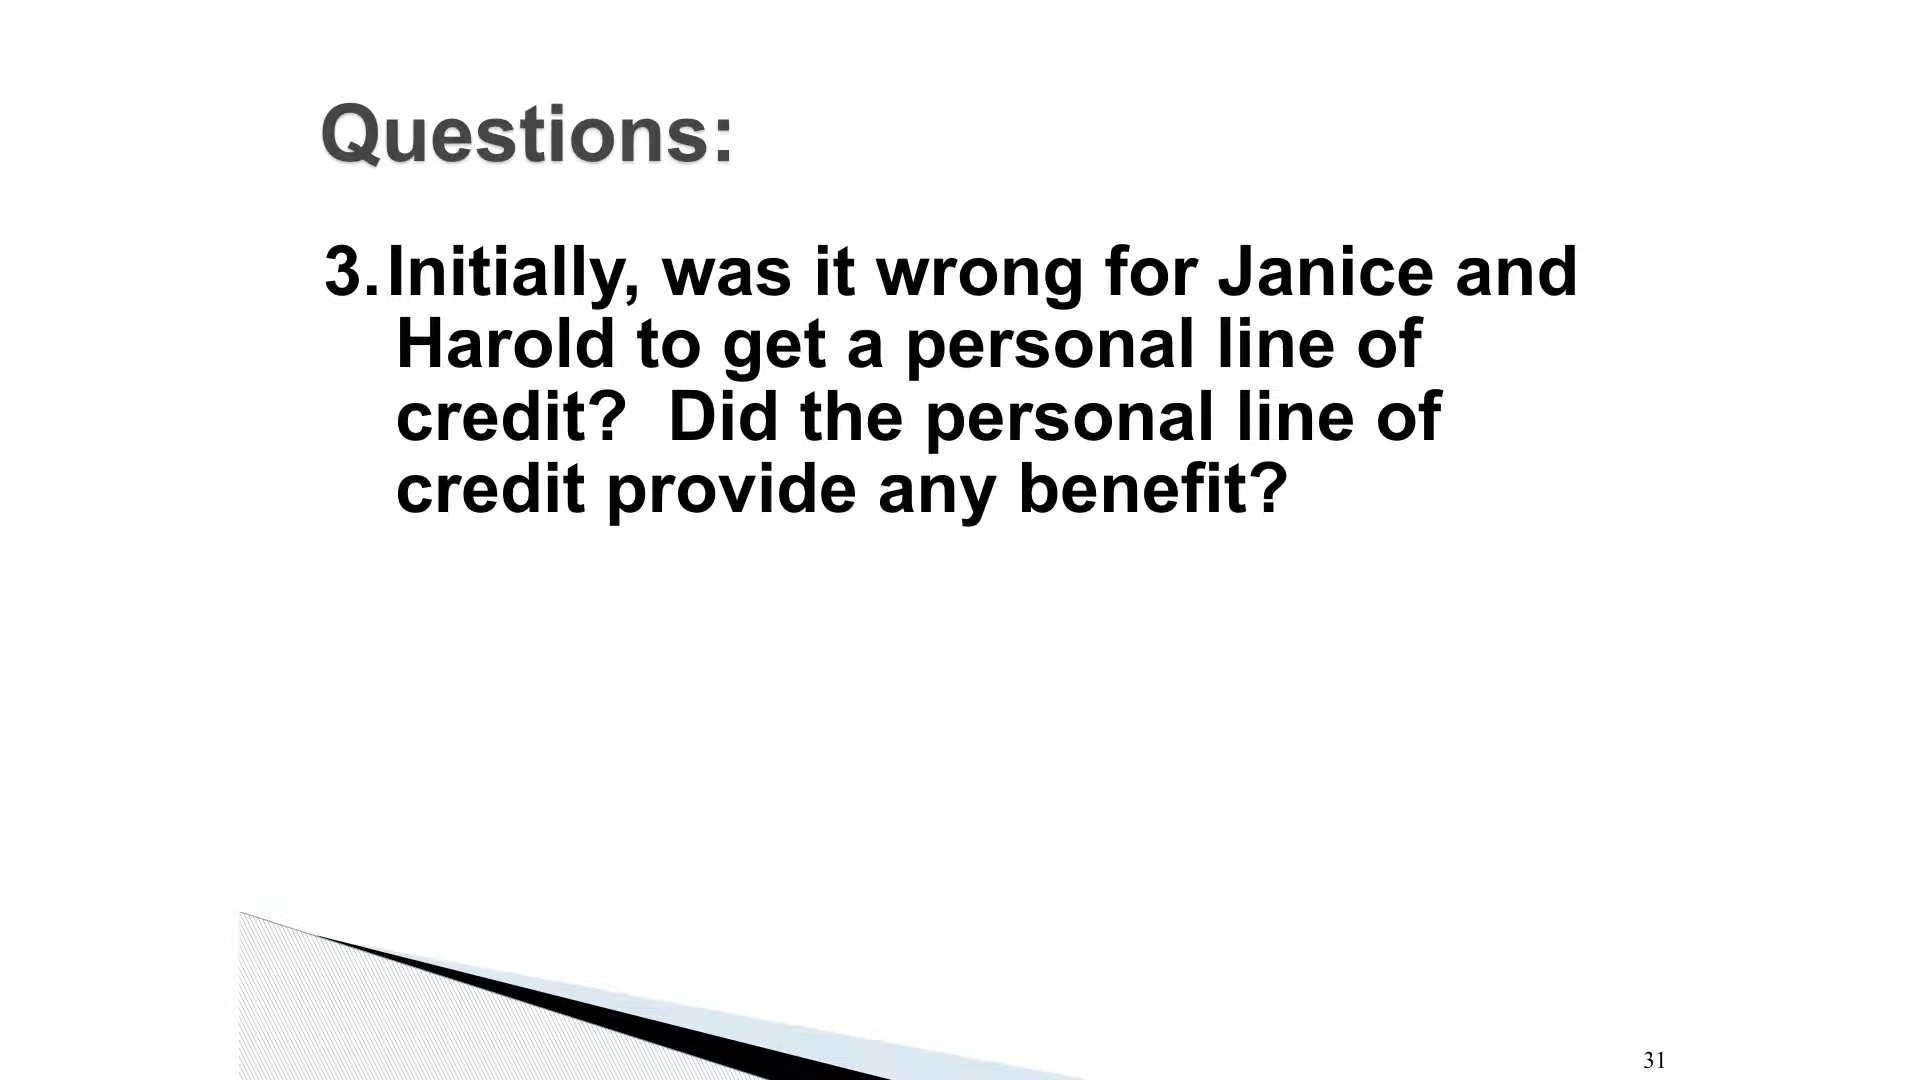 Questions:
3. Initially, was it wrong for Janice and
Harold to get a personal line of
credit?  Did the personal line of
credit provide any benefit?
31